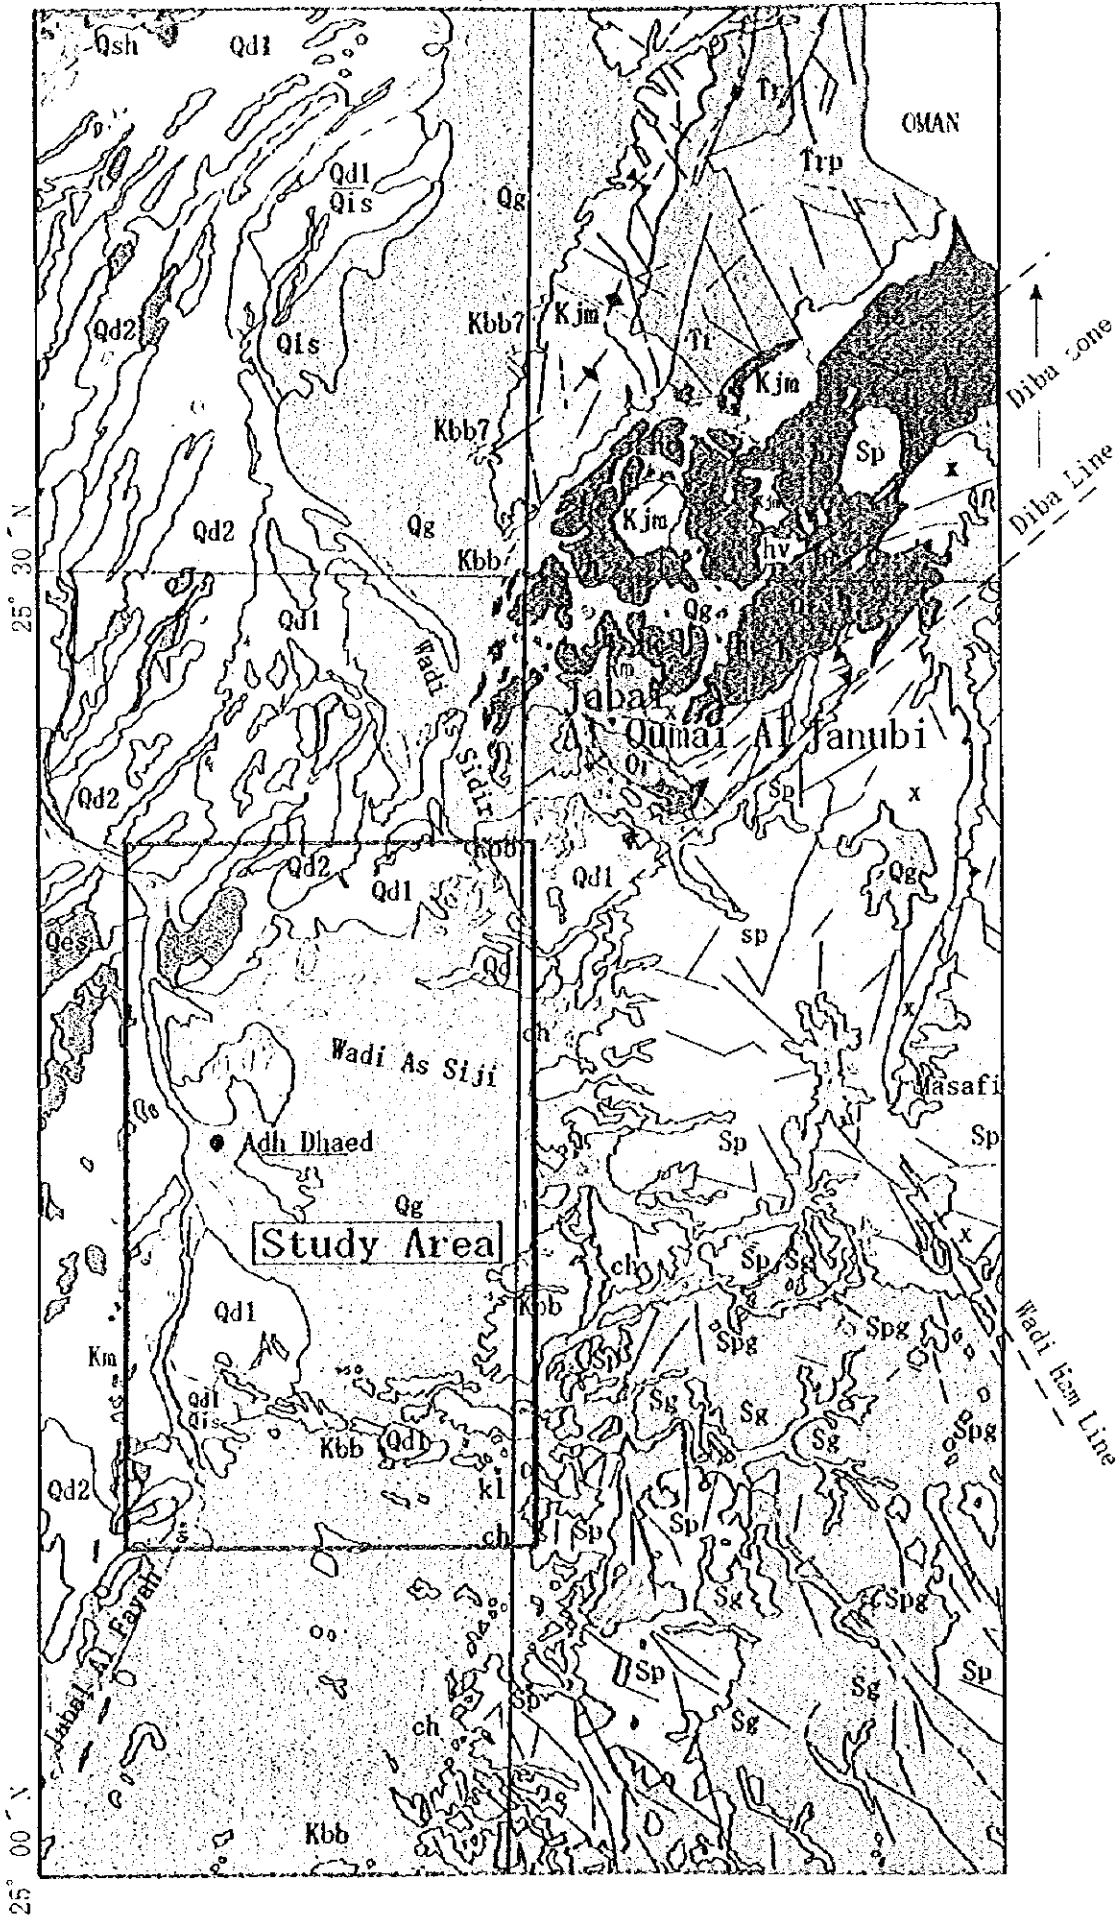 Qsh
Qd1
Tr
OMAN
Trp
Qd1
Qis
Qg
Kbb7
Kjm
Qd2
Qis
Kjm
Diba Zone
Kbb7
Sp
x
Kjm
Diba Line
Qd2
Qg
hv
Kbb
25° 30´ N
Qd1
Qg
Wadi Sidir
Jabal
Al Qumai Al Janubi
Qd2
Sp
x
Kbb
Qd2
Qd1
Qd1
Qg
Qes
sp
Qd
ch
x
Wadi As Siji
Masafi
Adh Dhaed
Sp
Sp
Qg
Study Area
x
ch
Sp
Sg
Kbb
Qd1
Spg
Spg
Km
Wadi Ham Line
Qd1
Qis
Sg
Sg
Sg
Spg
Kbb
Qd1
Qd2
Sp
Sp
ch
Sg
Spg
Jabal Al Fayah
Sp
Sp
Sg
Sp
ch
Sg
Kbb
25° 00´ N